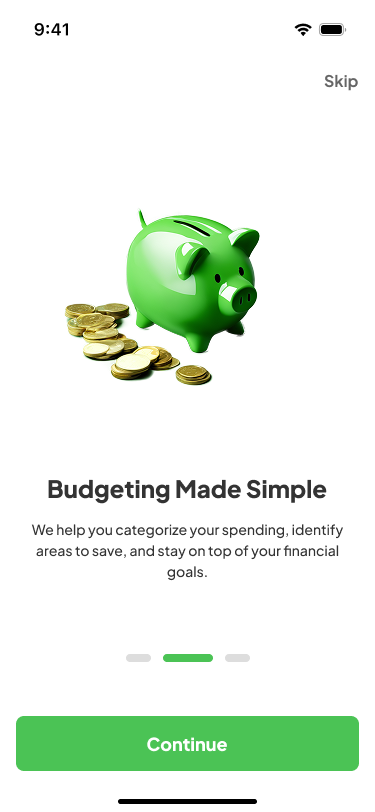 9:41
Skip
Budgeting Made Simple
We help you categorize your spending, identify
areas to save, and stay on top of your financial
goals.
Continue